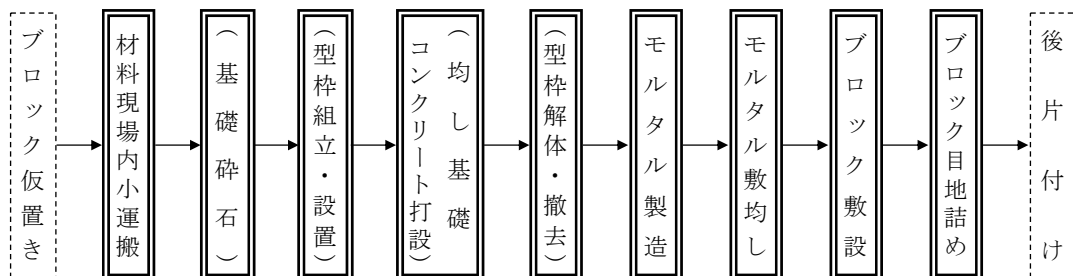 ブロック仮置き
材料現場内小運搬
（基礎砕石）
（型枠組立・設置）
（均し基礎
コンクリート打設）
（型枠解体・撤去）
モルタル製造
モルタル敷均し
ブロック敷設
ブロック目地詰め
後片付け